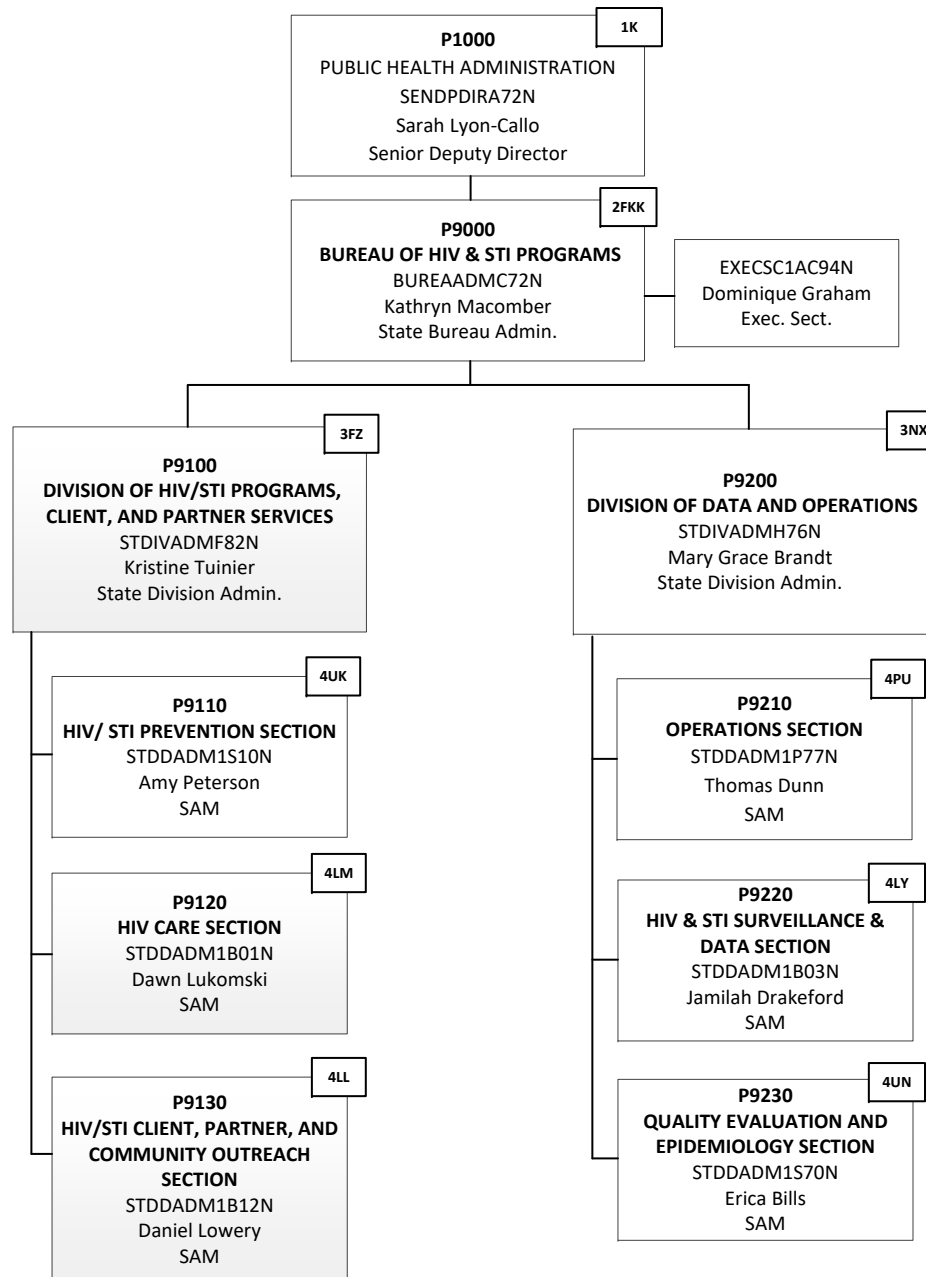 1K
P1000
PUBLIC HEALTH ADMINISTRATION
SENDPDIRA72N
Sarah Lyon-Callo
Senior Deputy Director
2FKK
P9000
BUREAU OF HIV & STI PROGRAMS
BUREAADMC72N
Kathryn Macomber
State Bureau Admin.
EXECSC1AC94N
Dominique Graham
Exec. Sect.
3FZ
P9100
DIVISION OF HIV/STI PROGRAMS,
CLIENT, AND PARTNER SERVICES
STDIVADMF82N
Kristine Tuinier
State Division Admin.
3NX
P9200
DIVISION OF DATA AND OPERATIONS
STDIVADMH76N
Mary Grace Brandt
State Division Admin.
4UK
P9110
HIV/ STI PREVENTION SECTION
STDDADM1S10N
Amy Peterson
SAM
4PU
P9210
OPERATIONS SECTION
STDDADM1P77N
Thomas Dunn
SAM
4LM
P9120
HIV CARE SECTION
STDDADM1B01N
Dawn Lukomski
SAM
4LY
P9220
HIV & STI SURVEILLANCE &
DATA SECTION
STDDADM1B03N
Jamilah Drakeford
SAM
4LL
P9130
HIV/STI CLIENT, PARTNER, AND
COMMUNITY OUTREACH
SECTION
STDDADM1B12N
Daniel Lowery
SAM
4UN
P9230
QUALITY EVALUATION AND
EPIDEMIOLOGY SECTION
STDDADM1S70N
Erica Bills
SAM